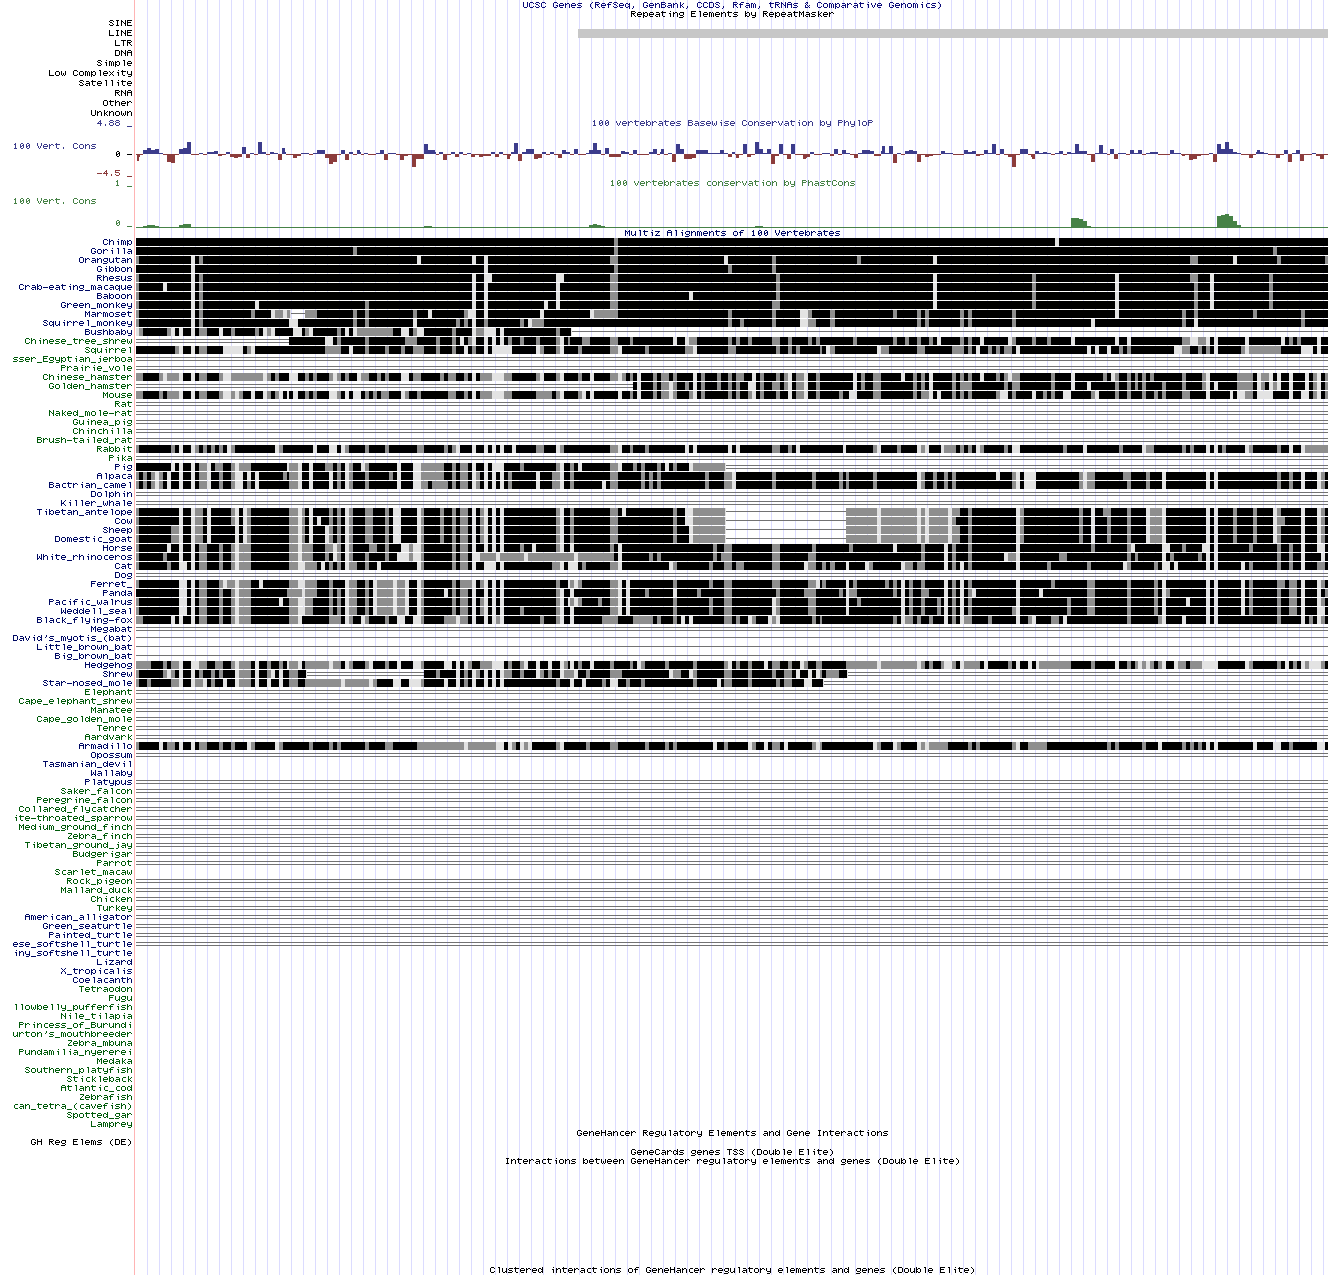 UCSC Genes (RefSeq, GenBank, CCDS, Rfam, tRNAs & Comparative Genomics)
Repeating Elements by RepeatMasker
SINE
LINE
LTR
DNA
Simple
Low Complexity
Satellite
RNA
Other
Unknown
4.88 _
100 vertebrates Basewise Conservation by PhyloP
100 Vert. Cons
0 _
-4.5 _
1 _
100 vertebrates conservation by PhastCons
100 Vert. Cons
0 _
Multiz Alignments of 100 Vertebrates
Chimp
Gorilla
Orangutan
Gibbon
Rhesus
Crab-eating_macaque
Baboon
Green_monkey
Marmoset
Squirrel_monkey
Bushbaby
Chinese_tree_shrew
Squirrel
sser_Egyptian_jerboa
Prairie_vole
Chinese_hamster
Golden_hamster
Mouse
Rat
Naked_mole-rat
Guinea_pig
Chinchilla
Brush-tailed_rat
Rabbit
Pika
Pig
Alpaca
Bactrian_camel
Dolphin
Killer_whale
Tibetan_antelope
Cow
Sheep
Domestic_goat
Horse
White_rhinoceros
Cat
Dog
Ferret_
Panda
Pacific_walrus
Weddell_seal
Black_flying-fox
Megabat
David's_myotis_(bat)
Little_brown_bat
Big_brown_bat
Hedgehog
Shrew
Star-nosed_mole
Elephant
Cape_elephant_shrew
Manatee
Cape_golden_mole
Tenrec
Aardvark
Armadillo
Opossum
Tasmanian_devil
Wallaby
Platypus
Saker_falcon
Peregrine_falcon
Collared_flycatcher
ite-throated_sparrow
Medium_ground_finch
Zebra_finch
Tibetan_ground_jay
Budgerigar
Parrot
Scarlet_macaw
Rock_pigeon
Mallard_duck
Chicken
Turkey
American_alligator
Green_seaturtle
Painted_turtle
ese_softshell_turtle
iny_softshell_turtle
Lizard
X_tropicalis
Coelacanth
Tetraodon
Fugu
llowbelly_pufferfish
Nile_tilapia
Princess_of_Burundi
urton's_mouthbreeder
Zebra_mbuna
Pundamilia_nyererei
Medaka
Southern_platyfish
Stickleback
Atlantic_cod
Zebrafish
can_tetra_(cavefish)
Spotted_gar
Lamprey
GeneHancer Regulatory Elements and Gene Interactions
GH Reg Elems (DE)
GeneCards genes TSS (Double Elite)
Interactions between GeneHancer regulatory elements and genes (Double Elite)
Clustered interactions of GeneHancer regulatory elements and genes (Double Elite)